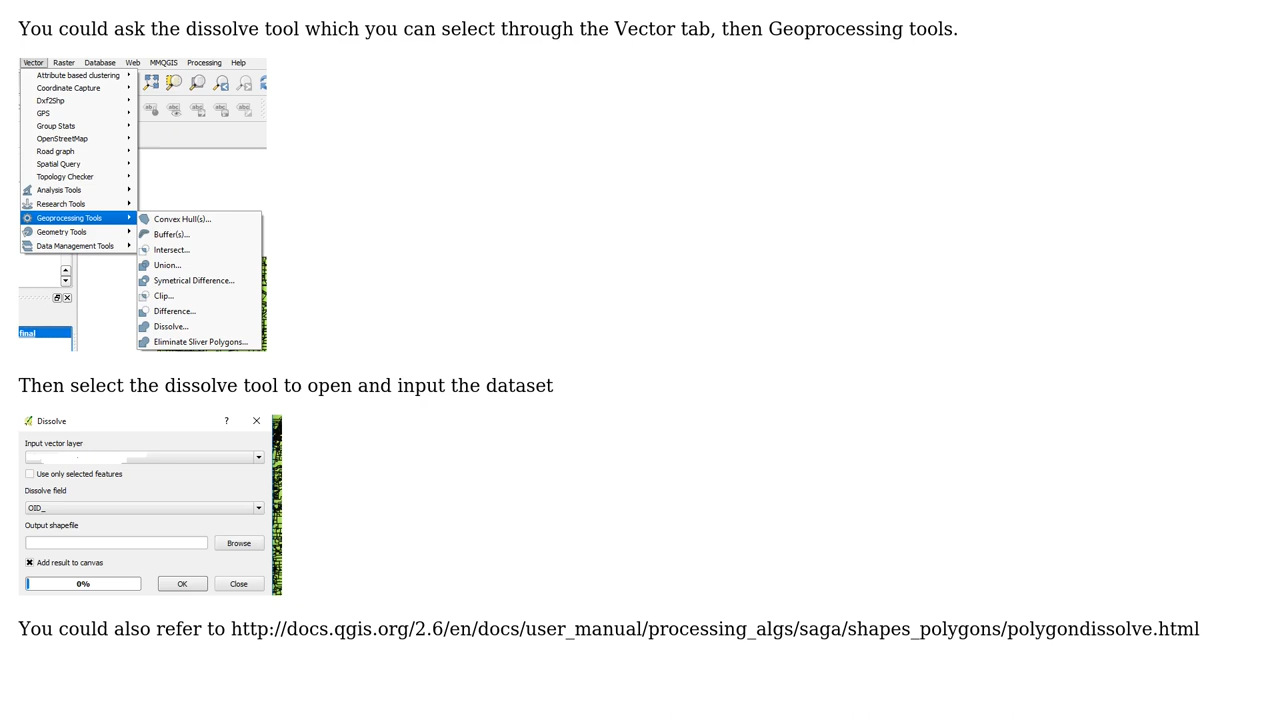 You could ask the dissolve tool which you can select through the Vector tab, then Geoprocessing tools.
Vector Raster Database Web MMQGIS Processing Help
Attribute based clustering
Coordinate Capture
Dxf2Shp
GPS
Group Stats
OpenStreetMap
Road graph
Spatial Query
Topology Checker
Analysis Tools
Research Tools
Geoprocessing Tools
Geometry Tools
Data Management Tools
Convex Hull(s)...
Buffer(s)...
Intersect...
Union...
Symetrical Difference...
Clip...
Difference...
Dissolve...
Eliminate Sliver Polygons...
final
Then select the dissolve tool to open and input the dataset
Dissolve ?
Input vector layer
Use only selected features
Dissolve field
OID_
Output shapefile
Browse
Add result to canvas
0% OK Close
You could also refer to http://docs.qgis.org/2.6/en/docs/user_manual/processing_algs/saga/shapes_polygons/polygondissolve.html